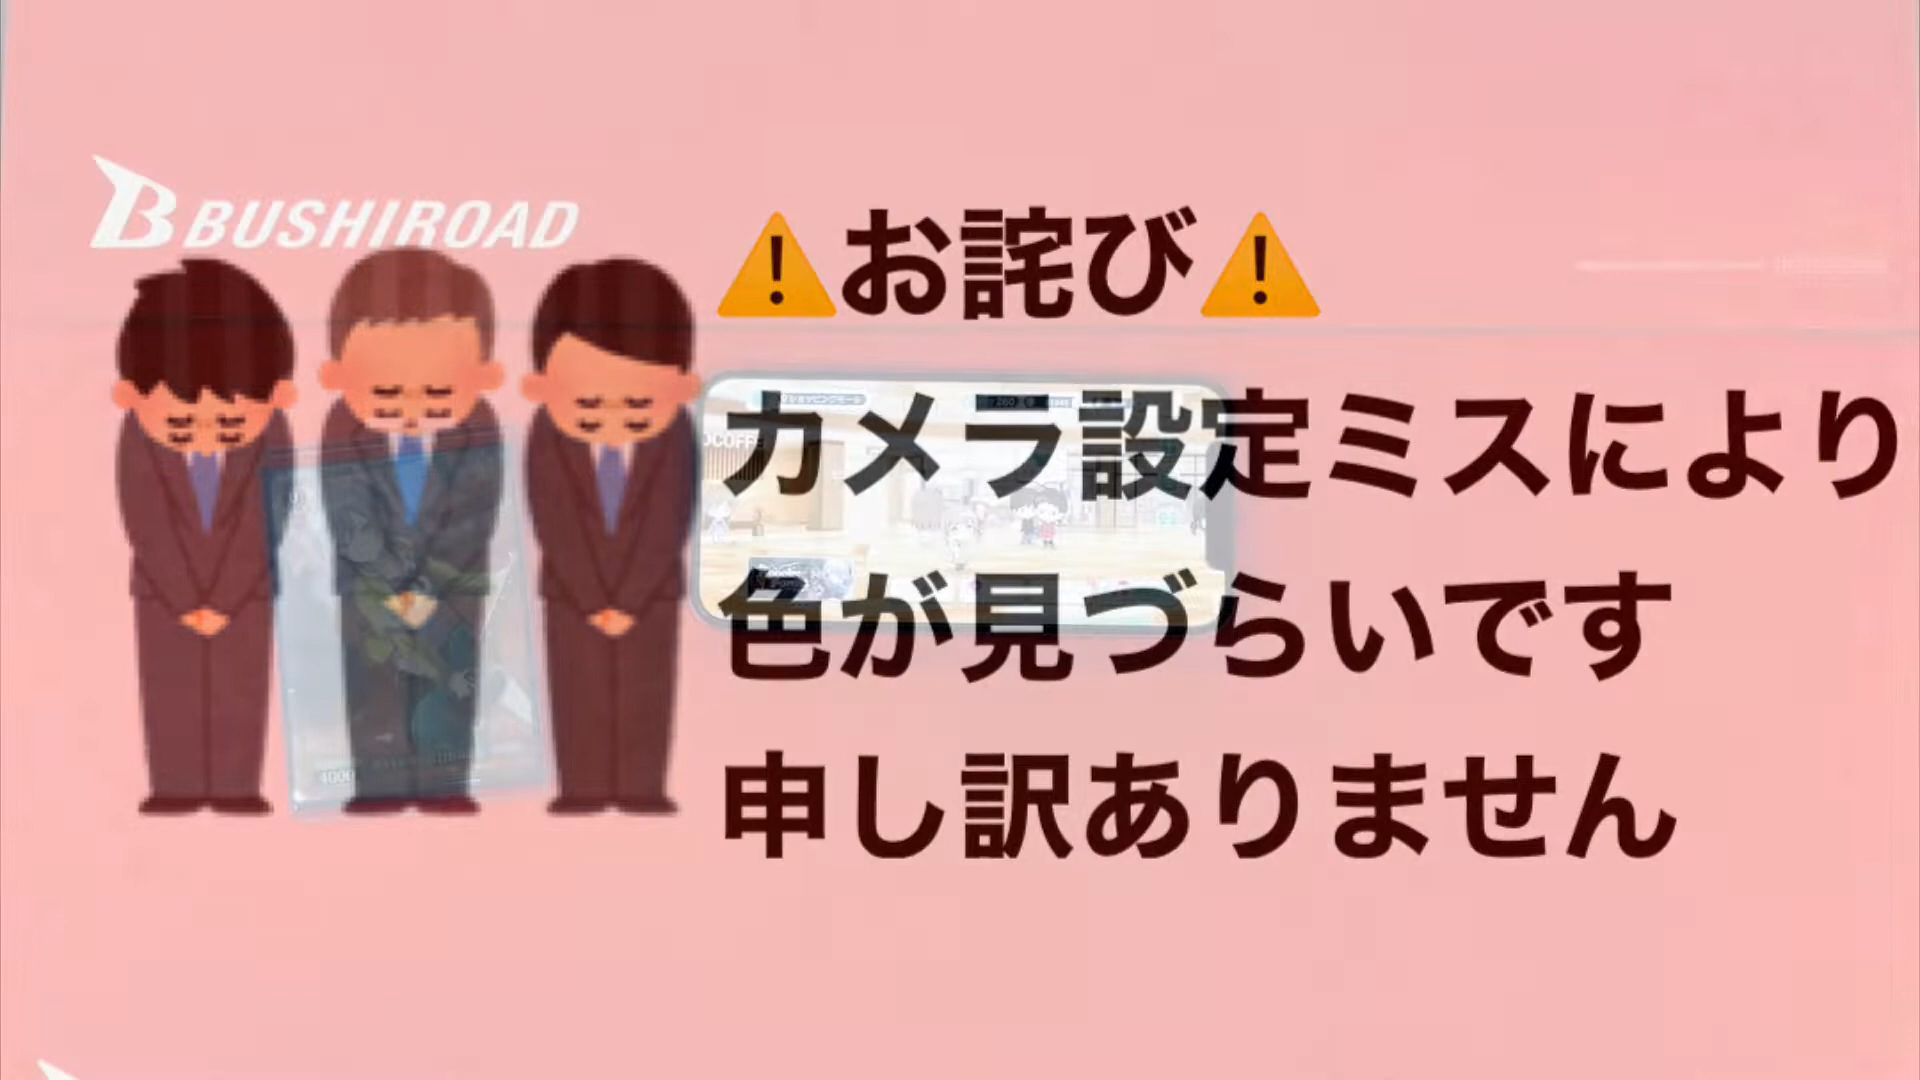 BUSHIROAD
⚠お詫び⚠
カメラ設定ミスにより
色が見づらいです
申し訳ありません
4000